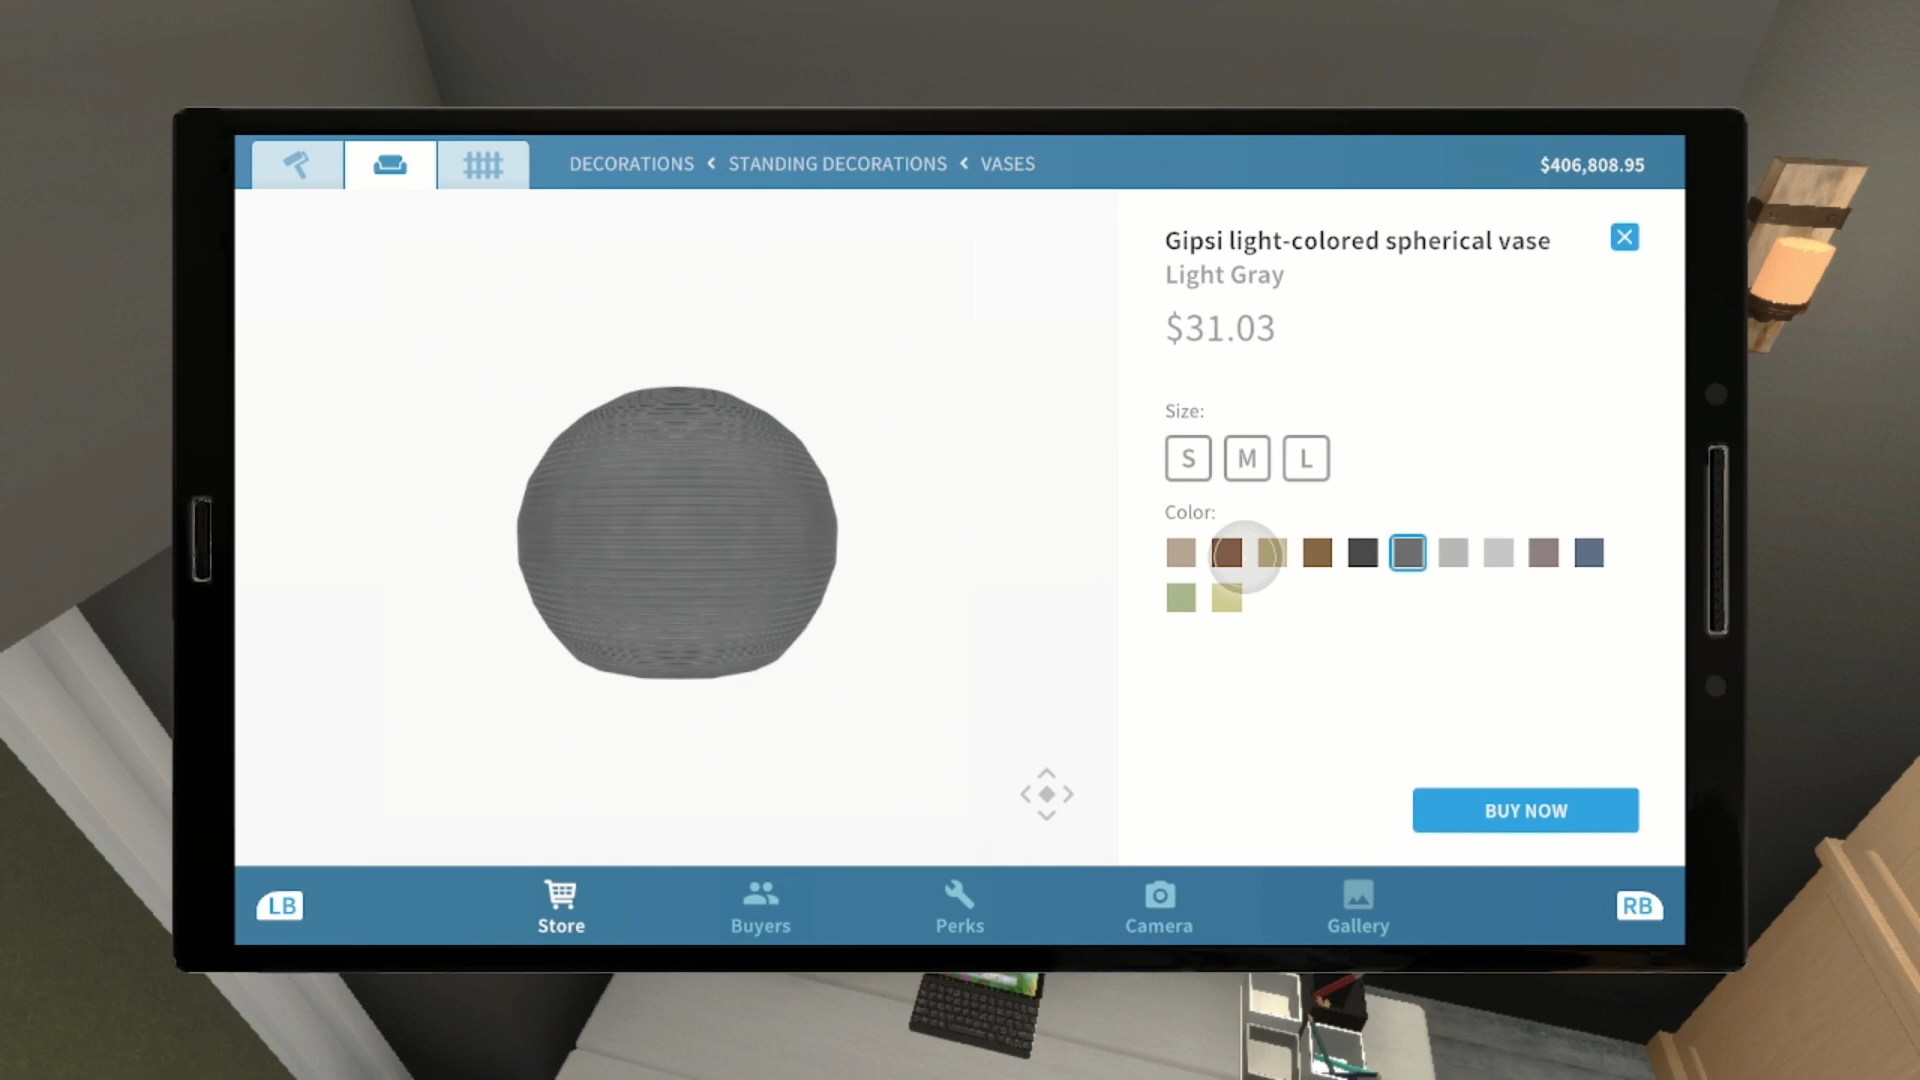 DECORATIONS < STANDING DECORATIONS < VASES
$406,808.95
Gipsi light-colored spherical vase
Light Gray
$31.03
Size:
S M L
Color:
BUY NOW
LB Store Buyers Perks Camera Gallery RB